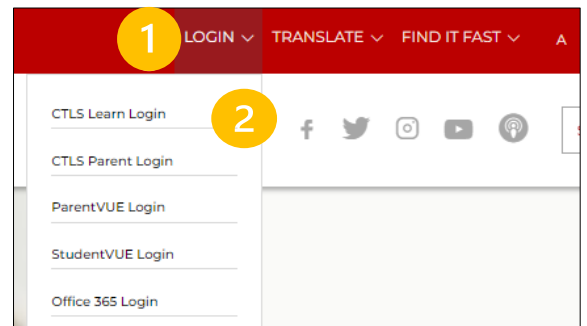 1 LOGIN TRANSLATE FIND IT FAST A
CTLS Learn Login
2
CTLS Parent Login
ParentVUE Login
StudentVUE Login
Office 365 Login